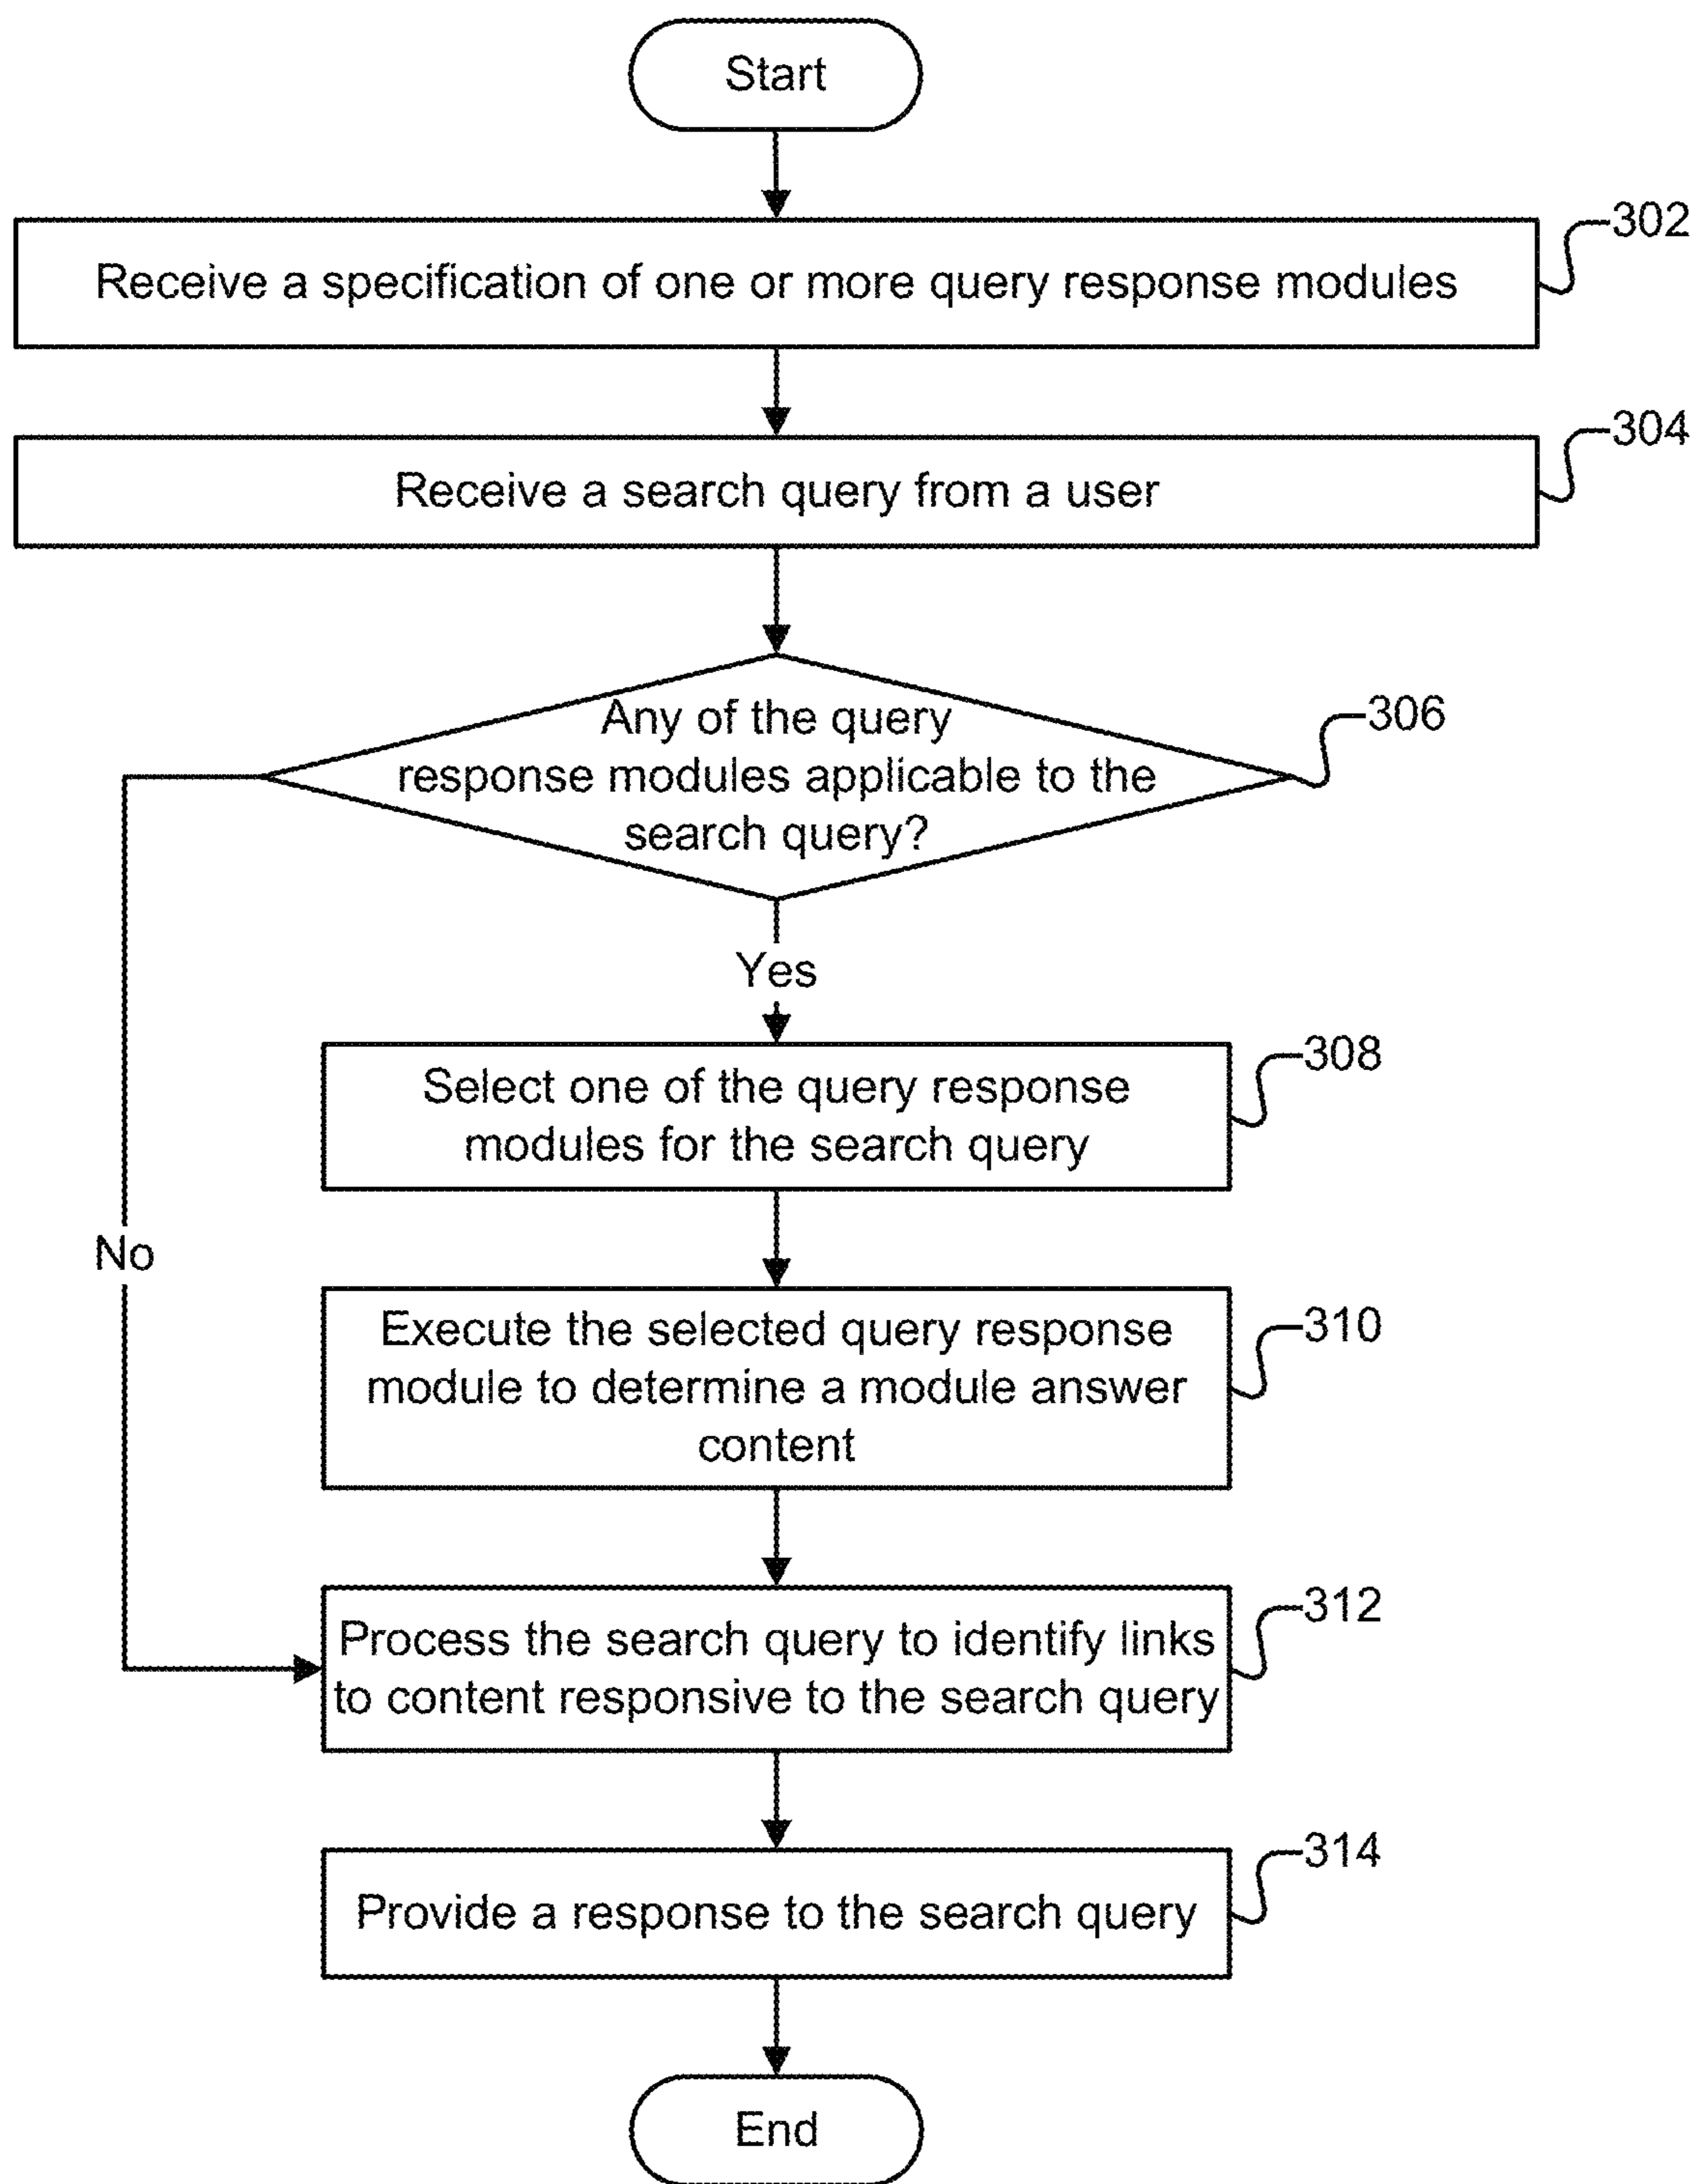 Start
302
Receive a specification of one or more query response modules
304
Receive a search query from a user
306
Any of the query
response modules applicable to the
search query?
Yes
308
Select one of the query response
modules for the search query
No
310
Execute the selected query response
module to determine a module answer
content
312
Process the search query to identify links
to content responsive to the search query
314
Provide a response to the search query
End